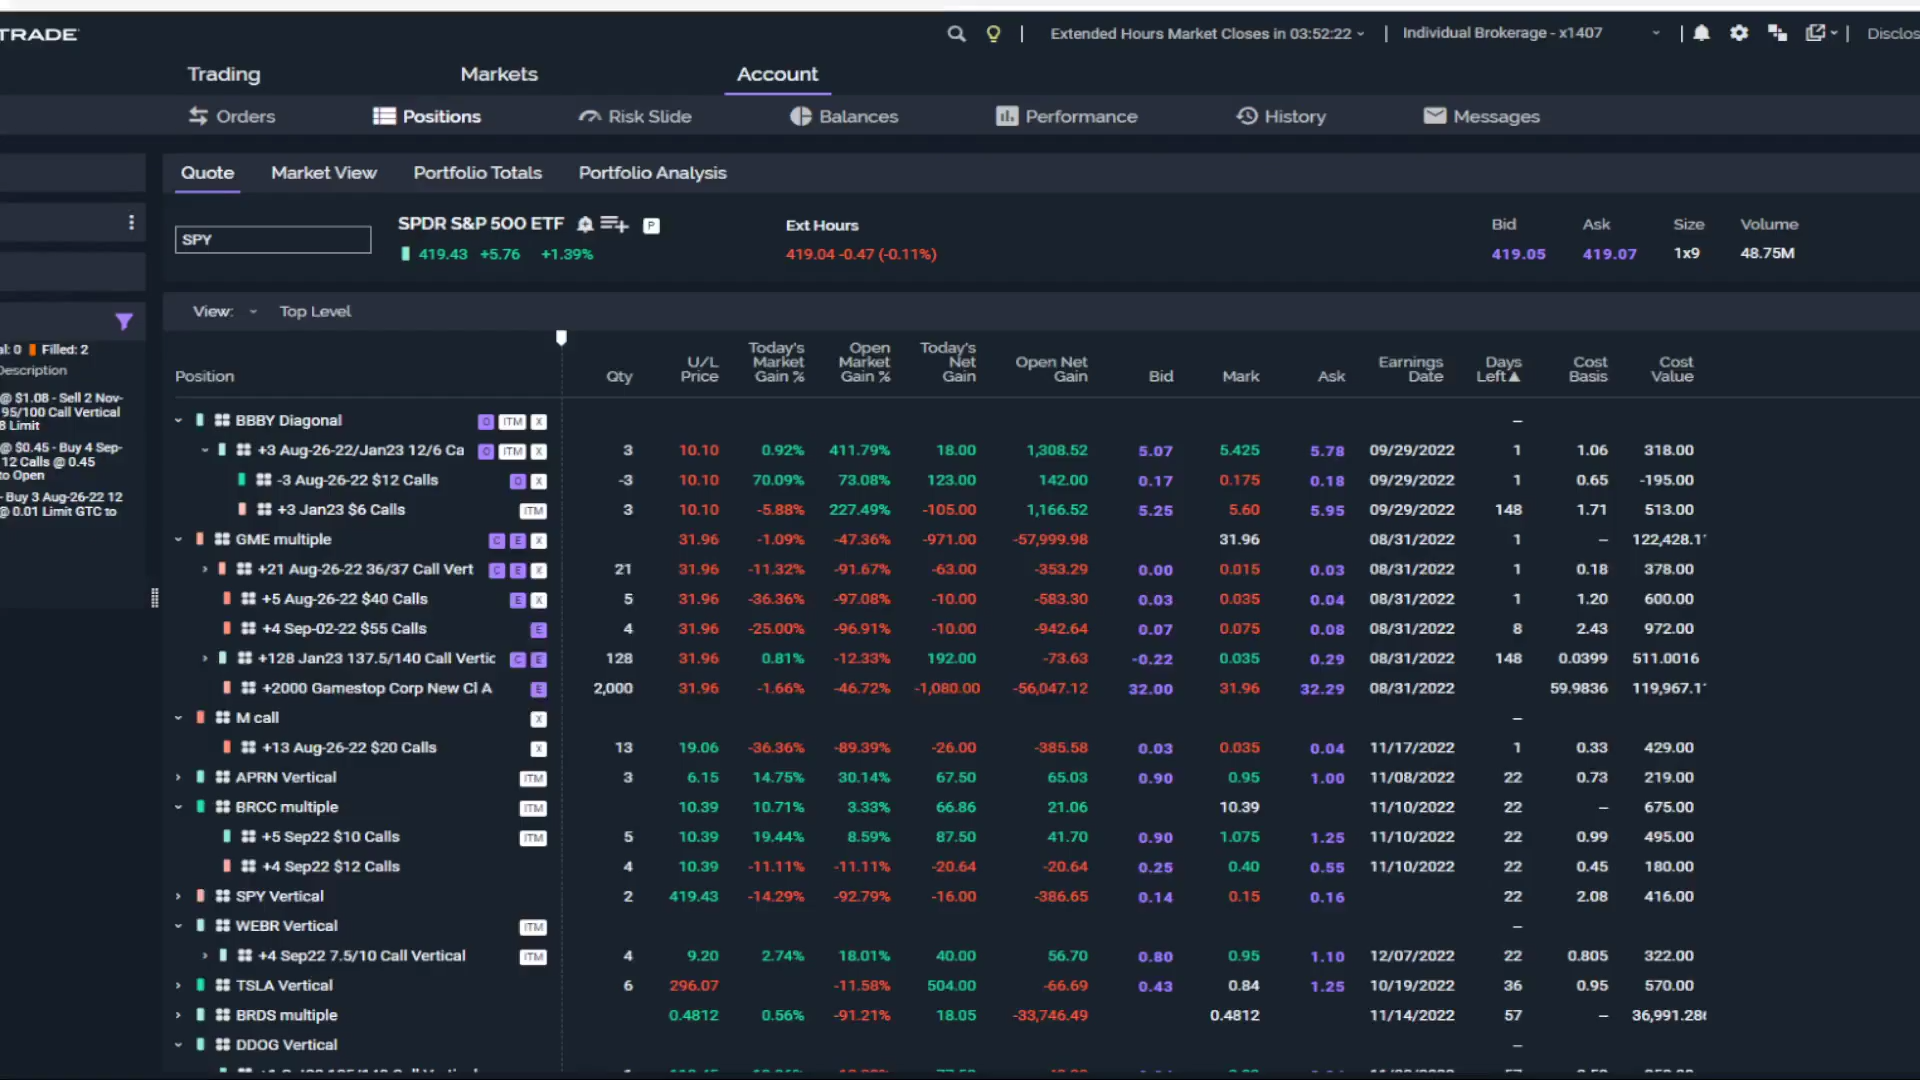 TRADE
Extended Hours Market Closes in 03:52:22
Individual Brokerage - x1407
Disclos
Trading
Markets
Account
Orders
Positions
Risk Slide
Balances
Performance
History
Messages
Quote
Market View
Portfolio Totals
Portfolio Analysis
SPY
SPDR S&P 500 ETF
P
419.43 +5.76 +1.39%
Ext Hours
419.04 -0.47 (-0.11%)
Bid Ask Size Volume
419.05 419.07 1x9 48.75M
View:
Top Level
al: 0 Filled: 2
Description
@ $1.08 - Sell 2 Nov-
95/100 Call Vertical
8 Limit
@ $0.45 - Buy 4 Sep-
12 Calls @ 0.45
to Open
- Buy 3 Aug-26-22 12
@ 0.01 Limit GTC to
Position Qty U/L Price Today's Market Gain % Open Market Gain % Today's Net Gain Open Net Gain Bid Mark Ask Earnings Date Days Left▲ Cost Basis Cost Value
BBBY Diagonal O ITM X –
+3 Aug-26-22/Jan23 12/6 Ca O ITM X 3 10.10 0.92% 411.79% 18.00 1,308.52 5.07 5.425 5.78 09/29/2022 1 1.06 318.00
-3 Aug-26-22 $12 Calls O X -3 10.10 70.09% 73.08% 123.00 142.00 0.17 0.175 0.18 09/29/2022 1 0.65 -195.00
+3 Jan23 $6 Calls ITM 3 10.10 -5.88% 227.49% -105.00 1,166.52 5.25 5.60 5.95 09/29/2022 148 1.71 513.00
GME multiple C E X 31.96 -1.09% -47.36% -971.00 -57,999.98 31.96 08/31/2022 1 – 122,428.1
+21 Aug-26-22 36/37 Call Vert C E X 21 31.96 -11.32% -91.67% -63.00 -353.29 0.00 0.015 0.03 08/31/2022 1 0.18 378.00
+5 Aug-26-22 $40 Calls E X 5 31.96 -36.36% -97.08% -10.00 -583.30 0.03 0.035 0.04 08/31/2022 1 1.20 600.00
+4 Sep-02-22 $55 Calls E 4 31.96 -25.00% -96.91% -10.00 -942.64 0.07 0.075 0.08 08/31/2022 8 2.43 972.00
+128 Jan23 137.5/140 Call Vertic C E 128 31.96 0.81% -12.33% 192.00 -73.63 -0.22 0.035 0.29 08/31/2022 148 0.0399 511.0016
+2000 Gamestop Corp New Cl A E 2,000 31.96 -1.66% -46.72% -1,080.00 -56,047.12 32.00 31.96 32.29 08/31/2022 59.9836 119,967.1
M call X –
+13 Aug-26-22 $20 Calls X 13 19.06 -36.36% -89.39% -26.00 -385.58 0.03 0.035 0.04 11/17/2022 1 0.33 429.00
APRN Vertical ITM 3 6.15 14.75% 30.14% 67.50 65.03 0.90 0.95 1.00 11/08/2022 22 0.73 219.00
BRCC multiple ITM 10.39 10.71% 3.33% 66.86 21.06 10.39 11/10/2022 22 – 675.00
+5 Sep22 $10 Calls ITM 5 10.39 19.44% 8.59% 87.50 41.70 0.90 1.075 1.25 11/10/2022 22 0.99 495.00
+4 Sep22 $12 Calls 4 10.39 -11.11% -11.11% -20.64 -20.64 0.25 0.40 0.55 11/10/2022 22 0.45 180.00
SPY Vertical 2 419.43 -14.29% -92.79% -16.00 -386.65 0.14 0.15 0.16 22 2.08 416.00
WEBR Vertical ITM –
+4 Sep22 7.5/10 Call Vertical ITM 4 9.20 2.74% 18.01% 40.00 56.70 0.80 0.95 1.10 12/07/2022 22 0.805 322.00
TSLA Vertical 6 296.07 -11.58% 504.00 -66.69 0.43 0.84 1.25 10/19/2022 36 0.95 570.00
BRDS multiple 0.4812 0.56% -91.21% 18.05 -33,746.49 0.4812 11/14/2022 57 – 36,991.28
DDOG Vertical –